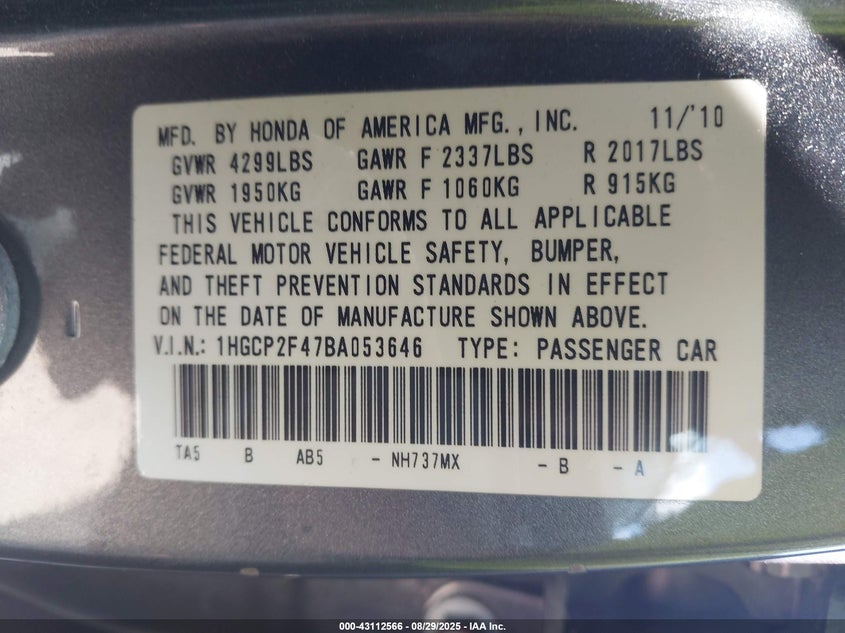 MFD. BY HONDA OF AMERICA MFG., INC. 11/'10
GVWR 4299LBS GAWR F 2337LBS R 2017LBS
GVWR 1950KG GAWR F 1060KG R 915KG
THIS VEHICLE CONFORMS TO ALL APPLICABLE
FEDERAL MOTOR VEHICLE SAFETY, BUMPER,
AND THEFT PREVENTION STANDARDS IN EFFECT
ON THE DATE OF MANUFACTURE SHOWN ABOVE.
V.I.N.: 1HGCP2F47BA053646 TYPE: PASSENGER CAR
TA5 B AB5 - NH737MX - B - A
000-43112566 | 08/29/2025 - IAA, Inc.